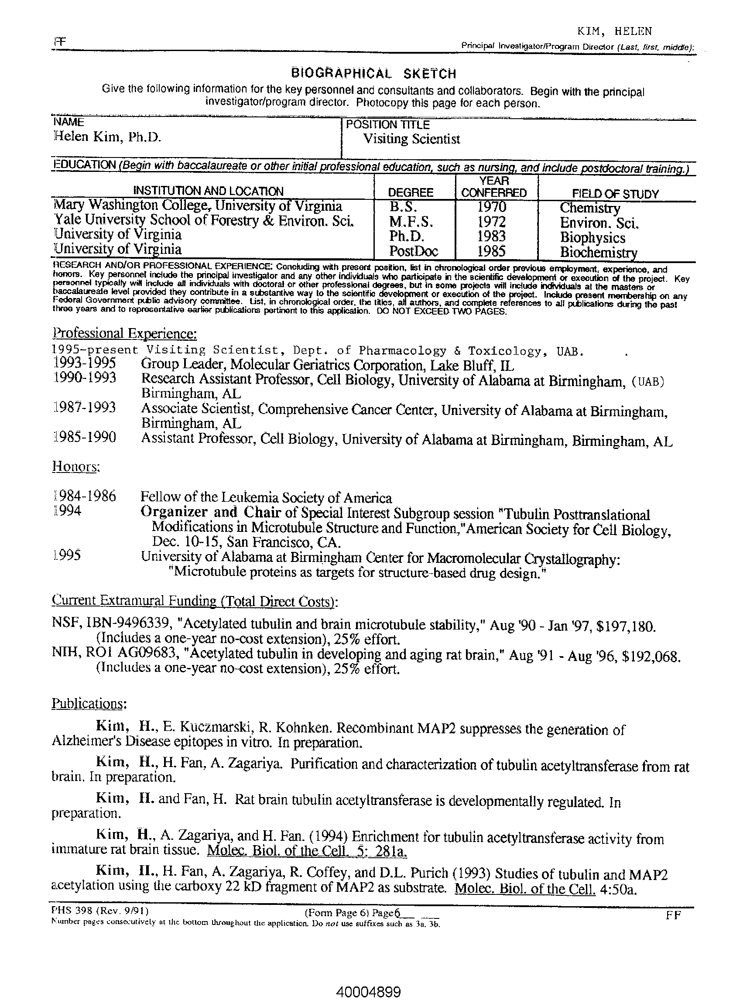 KIM, HELEN
FF
Principal Investigator/Program Director (Last, first, middle):
BIOGRAPHICAL SKETCH
Give the following information for the key personnel and consultants and collaborators. Begin with the principal
investigator/program director. Photocopy this page for each person.
NAME
POSITION TITLE
Helen Kim, Ph.D.
Visiting Scientist
EDUCATION (Begin with baccalaureate or other initial professional education, such as nursing, and include postdoctoral training.)
INSTITUTION AND LOCATION DEGREE YEAR CONFERRED FIELD OF STUDY
Mary Washington College, University of Virginia B.S. 1970 Chemistry
Yale University School of Forestry & Environ. Sci. M.F.S. 1972 Environ. Sci.
University of Virginia Ph.D. 1983 Biophysics
University of Virginia PostDoc 1985 Biochemistry
RESEARCH AND/OR PROFESSIONAL EXPERIENCE: Concluding with present position, list in chronological order previous employment, experience, and
honors. Key personnel include the principal investigator and any other individuals who participate in the scientific development or execution of the project. Key
personnel typically will include all individuals with doctoral or other professional degrees, but in some projects will include individuals at the masters or
baccalaureate level provided they contribute in a substantive way to the scientific development or execution of the project. Include present membership on any
Federal Government public advisory committee. List, in chronological order, the titles, all authors, and complete references to all publications during the past
three years and to representative earlier publications pertinent to this application. DO NOT EXCEED TWO PAGES.
Professional Experience:
1995-present Visiting Scientist, Dept. of Pharmacology & Toxicology, UAB.
1993-1995 Group Leader, Molecular Geriatrics Corporation, Lake Bluff, IL
1990-1993 Research Assistant Professor, Cell Biology, University of Alabama at Birmingham, (UAB)
Birmingham, AL
1987-1993 Associate Scientist, Comprehensive Cancer Center, University of Alabama at Birmingham,
Birmingham, AL
1985-1990 Assistant Professor, Cell Biology, University of Alabama at Birmingham, Birmingham, AL
Honors:
1984-1986 Fellow of the Leukemia Society of America
1994 Organizer and Chair of Special Interest Subgroup session "Tubulin Posttranslational
Modifications in Microtubule Structure and Function,"American Society for Cell Biology,
Dec. 10-15, San Francisco, CA.
1995 University of Alabama at Birmingham Center for Macromolecular Crystallography:
"Microtubule proteins as targets for structure-based drug design."
Current Extramural Funding (Total Direct Costs):
NSF, IBN-9496339, "Acetylated tubulin and brain microtubule stability," Aug '90 - Jan '97, $197,180.
(Includes a one-year no-cost extension), 25% effort.
NIH, RO1 AG09683, "Acetylated tubulin in developing and aging rat brain," Aug '91 - Aug '96, $192,068.
(Includes a one-year no-cost extension), 25% effort.
Publications:
Kim, H., E. Kuczmarski, R. Kohnken. Recombinant MAP2 suppresses the generation of
Alzheimer's Disease epitopes in vitro. In preparation.
Kim, H., H. Fan, A. Zagariya. Purification and characterization of tubulin acetyltransferase from rat
brain. In preparation.
Kim, H. and Fan, H. Rat brain tubulin acetyltransferase is developmentally regulated. In
preparation.
Kim, H., A. Zagariya, and H. Fan. (1994) Enrichment for tubulin acetyltransferase activity from
immature rat brain tissue. Molec. Biol. of the Cell. 5: 281a.
Kim, H., H. Fan, A. Zagariya, R. Coffey, and D.L. Purich (1993) Studies of tubulin and MAP2
acetylation using the carboxy 22 kD fragment of MAP2 as substrate. Molec. Biol. of the Cell. 4:50a.
PHS 398 (Rev. 9/91) (Form Page 6) Page6 FF
Number pages consecutively at the bottom throughout the application. Do not use suffixes such as 3a, 3b.
40004899